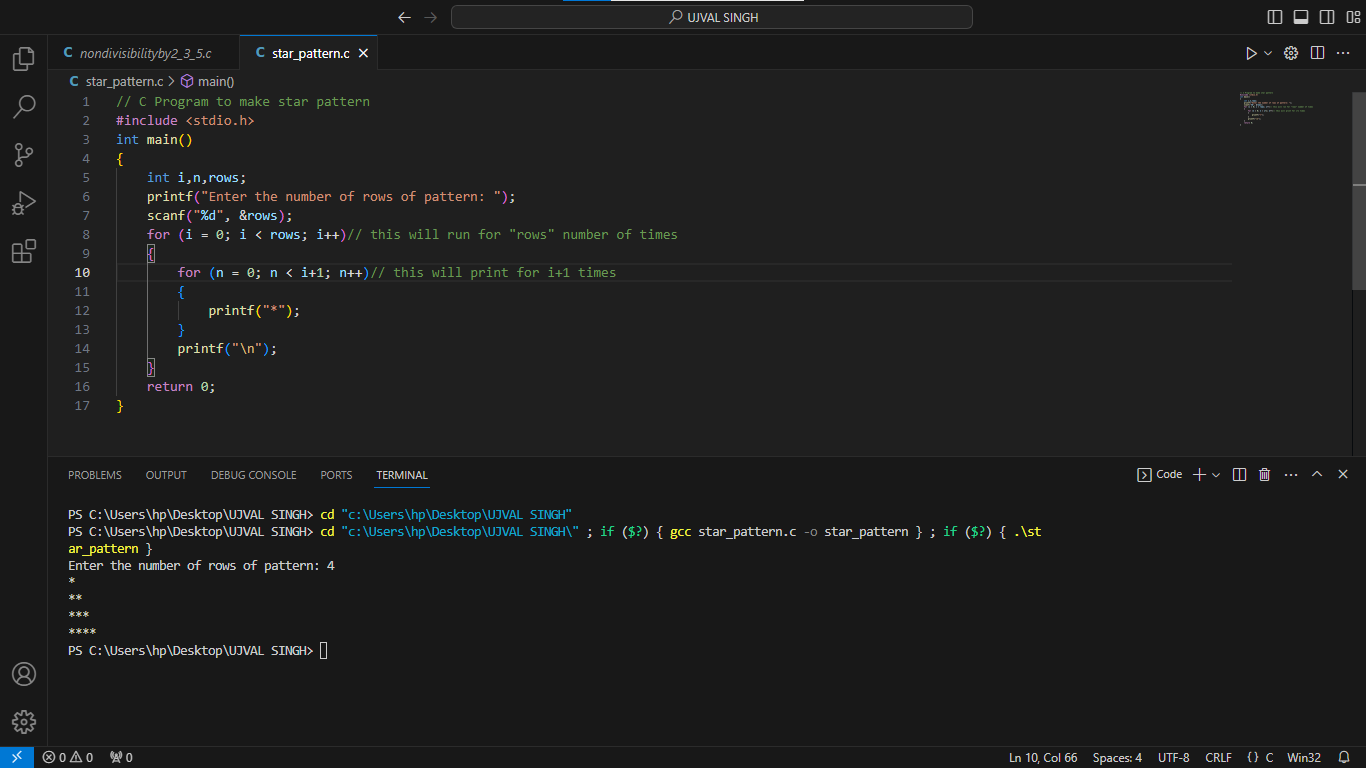 UJVAL SINGH
nondivisibilityby2_3_5.c
star_pattern.c
star_pattern.c > main()
1 // C Program to make star pattern
2 #include <stdio.h>
3 int main()
4 {
5 int i,n,rows;
6 printf("Enter the number of rows of pattern: ");
7 scanf("%d", &rows);
8 for (i = 0; i < rows; i++)// this will run for "rows" number of times
9 {
10 for (n = 0; n < i+1; n++)// this will print for i+1 times
11 {
12 printf("*");
13 }
14 printf("\n");
15 }
16 return 0;
17 }
PROBLEMS OUTPUT DEBUG CONSOLE PORTS TERMINAL Code
PS C:\Users\hp\Desktop\UJVAL SINGH> cd "c:\Users\hp\Desktop\UJVAL SINGH"
PS C:\Users\hp\Desktop\UJVAL SINGH> cd "c:\Users\hp\Desktop\UJVAL SINGH\" ; if ($?) { gcc star_pattern.c -o star_pattern } ; if ($?) { .\st
ar_pattern }
Enter the number of rows of pattern: 4
*
**
***
****
PS C:\Users\hp\Desktop\UJVAL SINGH>
0 0 0 Ln 10, Col 66 Spaces: 4 UTF-8 CRLF {} C Win32